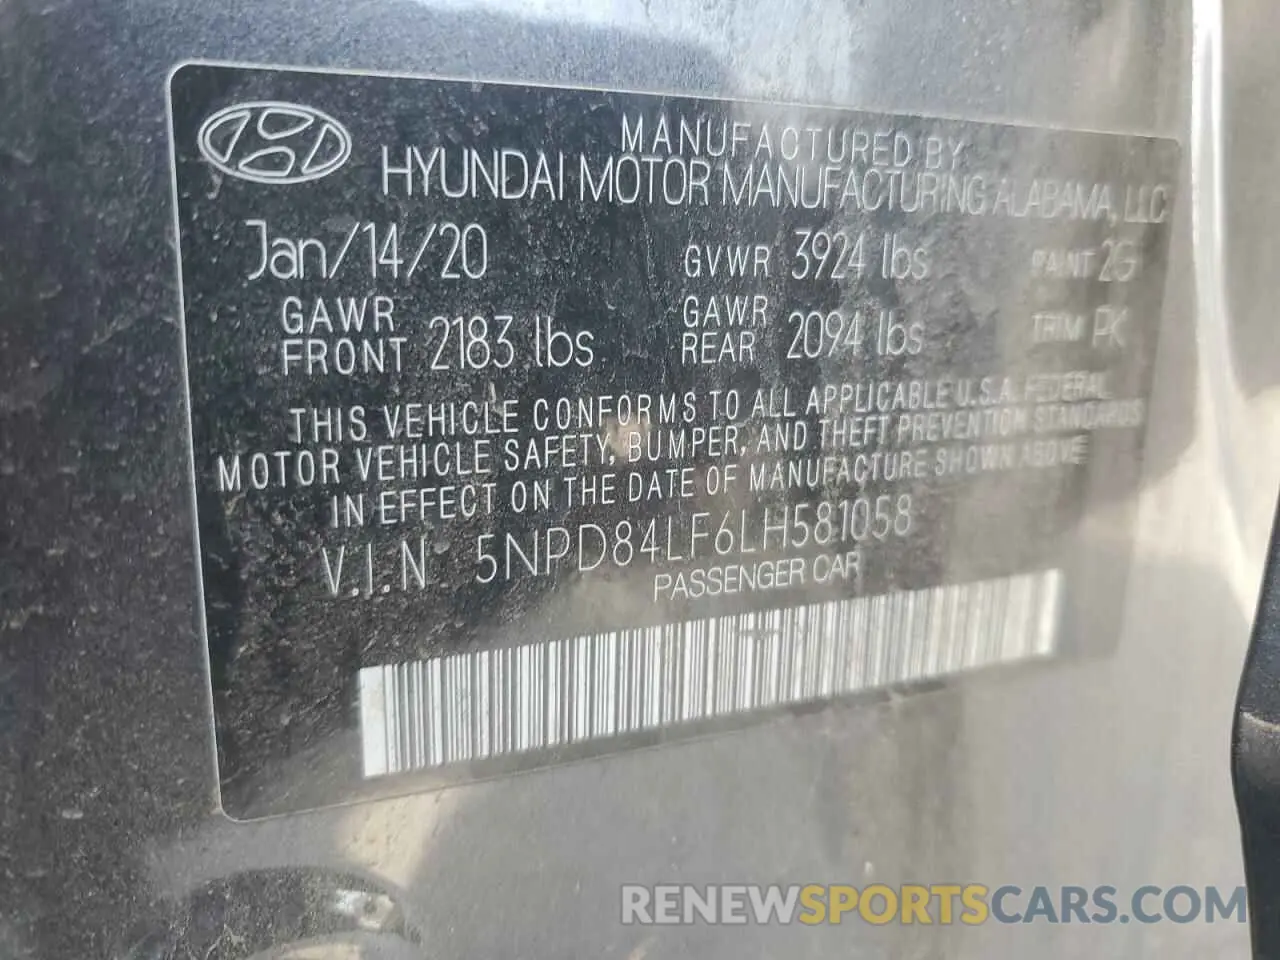 MANUFACTURED BY
HYUNDAI MOTOR MANUFACTURING ALABAMA, LLC
Jan/14/20 GVWR 3924 lbs PAINT 2G
GAWR FRONT 2183 lbs GAWR REAR 2094 lbs TRIM PK
THIS VEHICLE CONFORMS TO ALL APPLICABLE U.S.A. FEDERAL
MOTOR VEHICLE SAFETY, BUMPER, AND THEFT PREVENTION STANDARDS
IN EFFECT ON THE DATE OF MANUFACTURE SHOWN ABOVE
V.I.N 5NPD84LF6LH581058
PASSENGER CAR
RENEWSPORTSCARS.COM